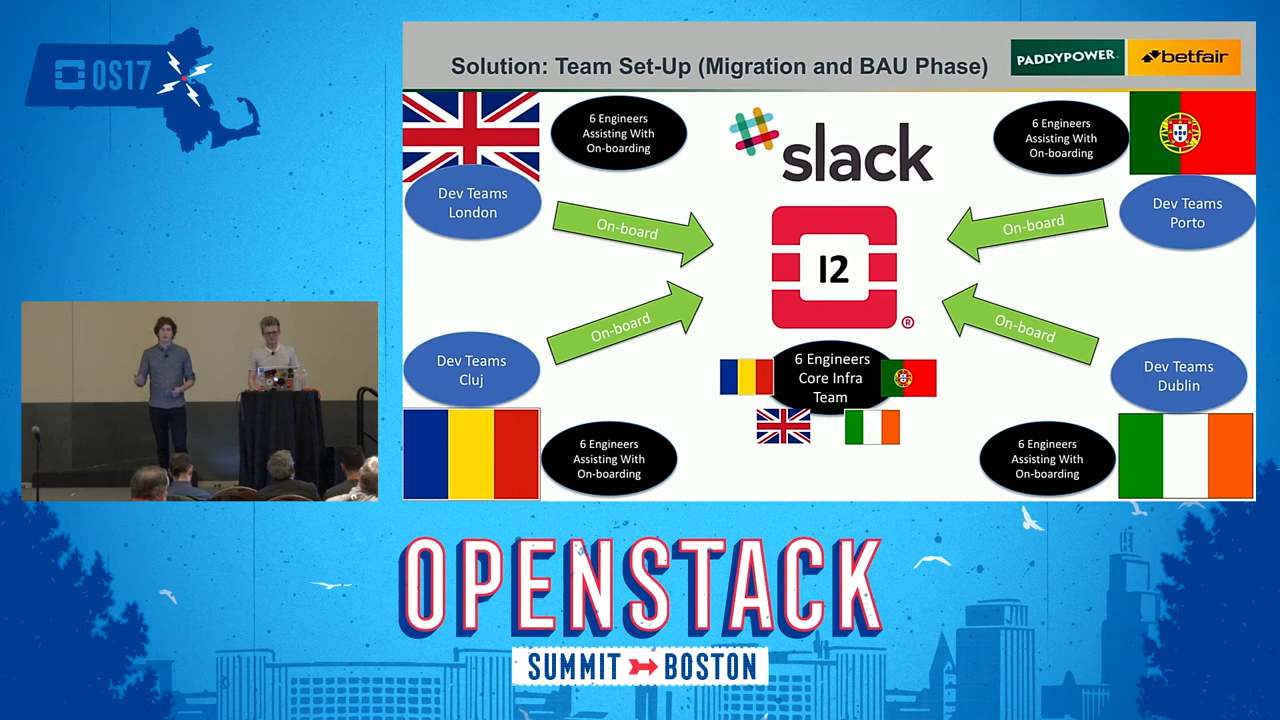 OS17
Solution: Team Set-Up (Migration and BAU Phase)
PADDYPOWER.
betfair
6 Engineers
Assisting With
On-boarding
slack
6 Engineers
Assisting With
On-boarding
Dev Teams
London
On-board
On-board
Dev Teams
Porto
I2
®
On-board
On-board
Dev Teams
Cluj
6 Engineers
Core Infra
Team
Dev Teams
Dublin
6 Engineers
Assisting With
On-boarding
6 Engineers
Assisting With
On-boarding
OPENSTACK
SUMMIT BOSTON